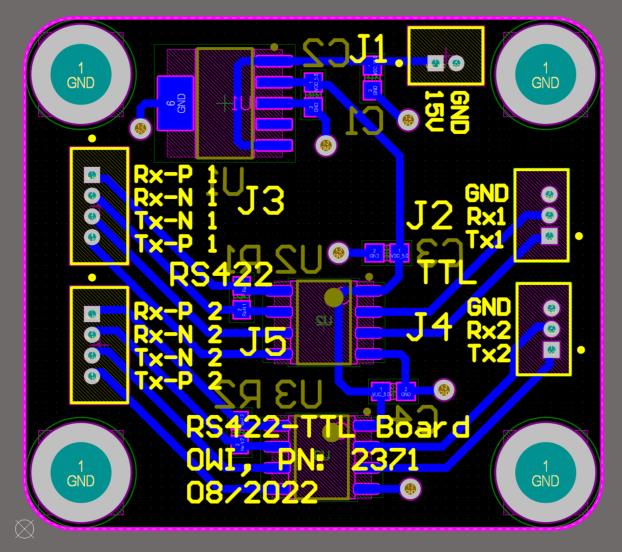 C2
J1
1
GND
1
GND
U1
6
GND
C1
15V
GND
U1
Rx-P 1
Rx-N 1
Tx-N 1
Tx-P 1
J3
J2
GND
Rx1
Tx1
U2 R1
C3
RS422
TTL
U2
Rx-P 2
Rx-N 2
Tx-N 2
Tx-P 2
J5
J4
GND
Rx2
Tx2
U3 R2
C4
RS422-TTL Board
OWI, PN: 2371
08/2022
1
GND
1
GND